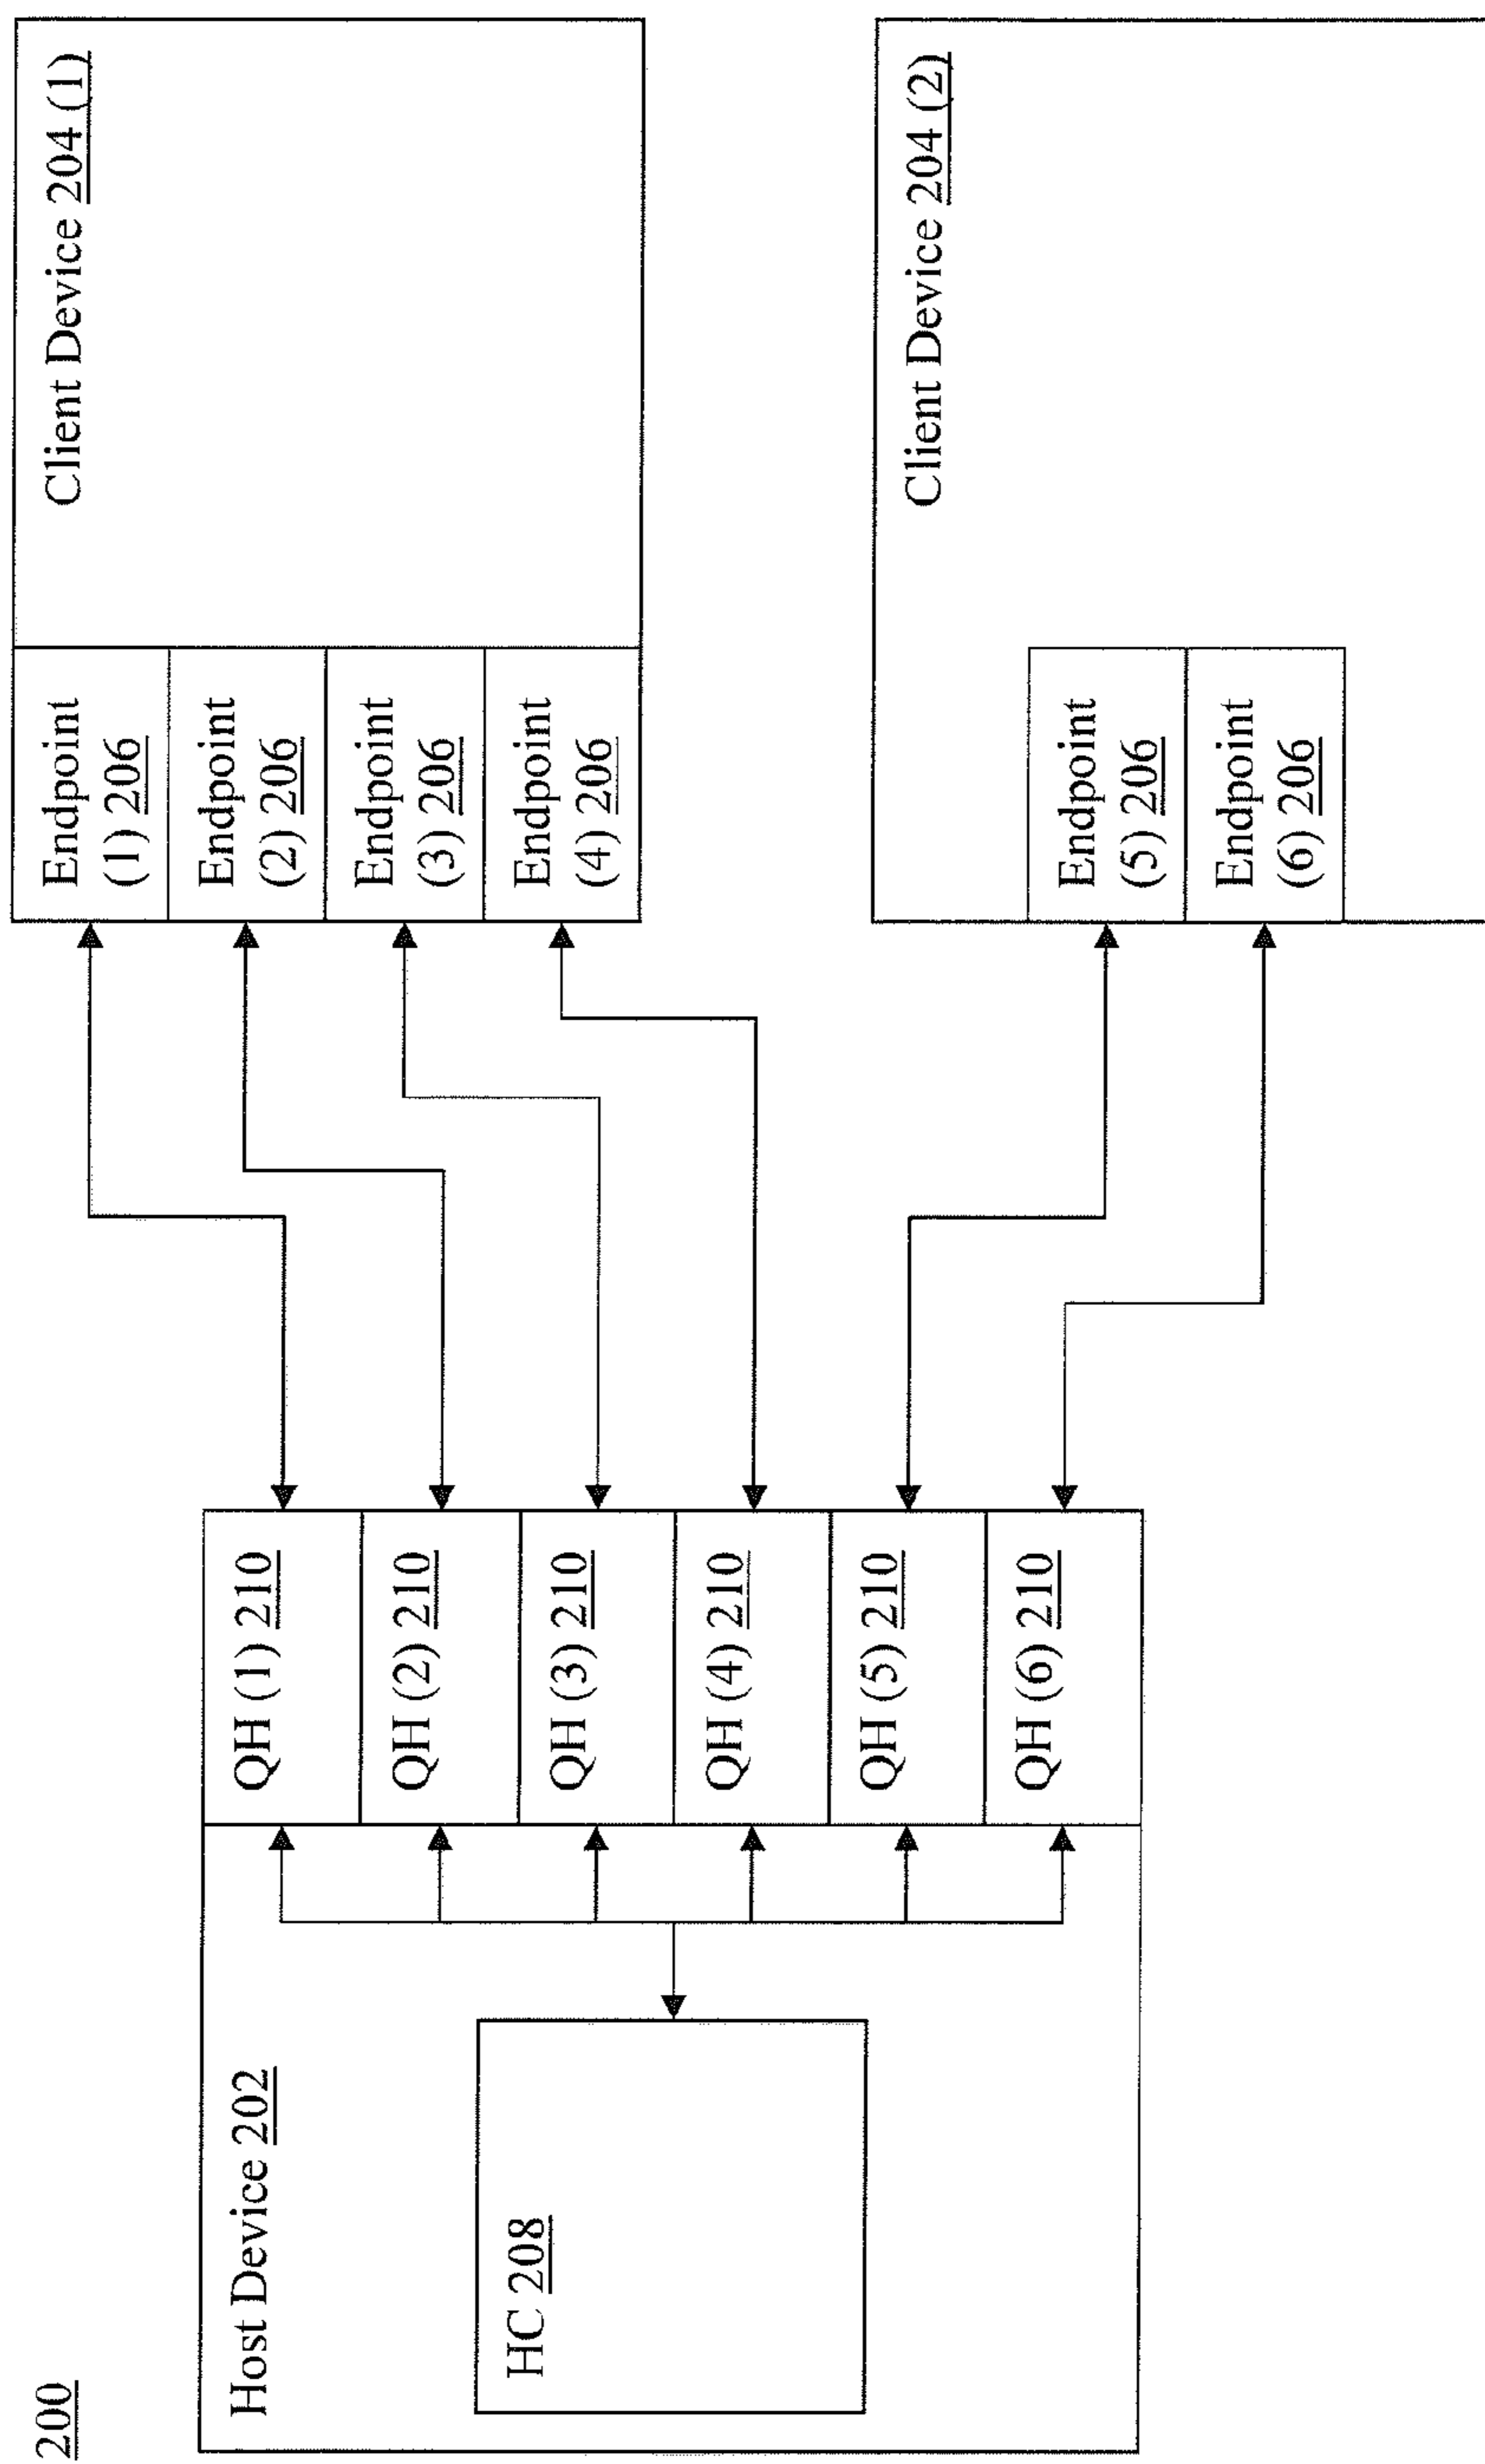 200
Host Device 202
HC 208
QH (1) 210
QH (2) 210
QH (3) 210
QH (4) 210
QH (5) 210
QH (6) 210
Client Device 204 (1)
Endpoint
(1) 206
Endpoint
(2) 206
Endpoint
(3) 206
Endpoint
(4) 206
Client Device 204 (2)
Endpoint
(5) 206
Endpoint
(6) 206